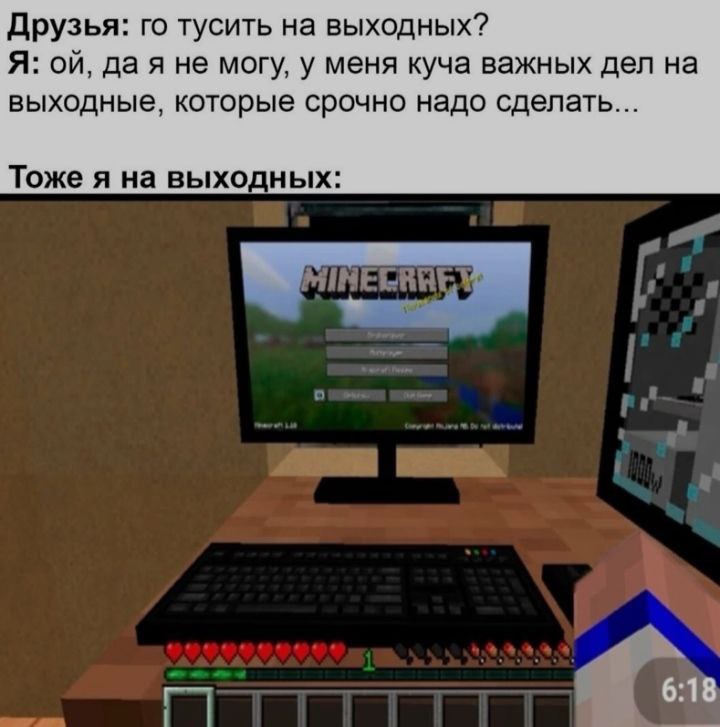 Друзья: го тусить на выходных?
Я: ой, да я не могу, у меня куча важных дел на
выходные, которые срочно надо сделать...
Тоже я на выходных:
MINECRAFT
1000W
1
6:18